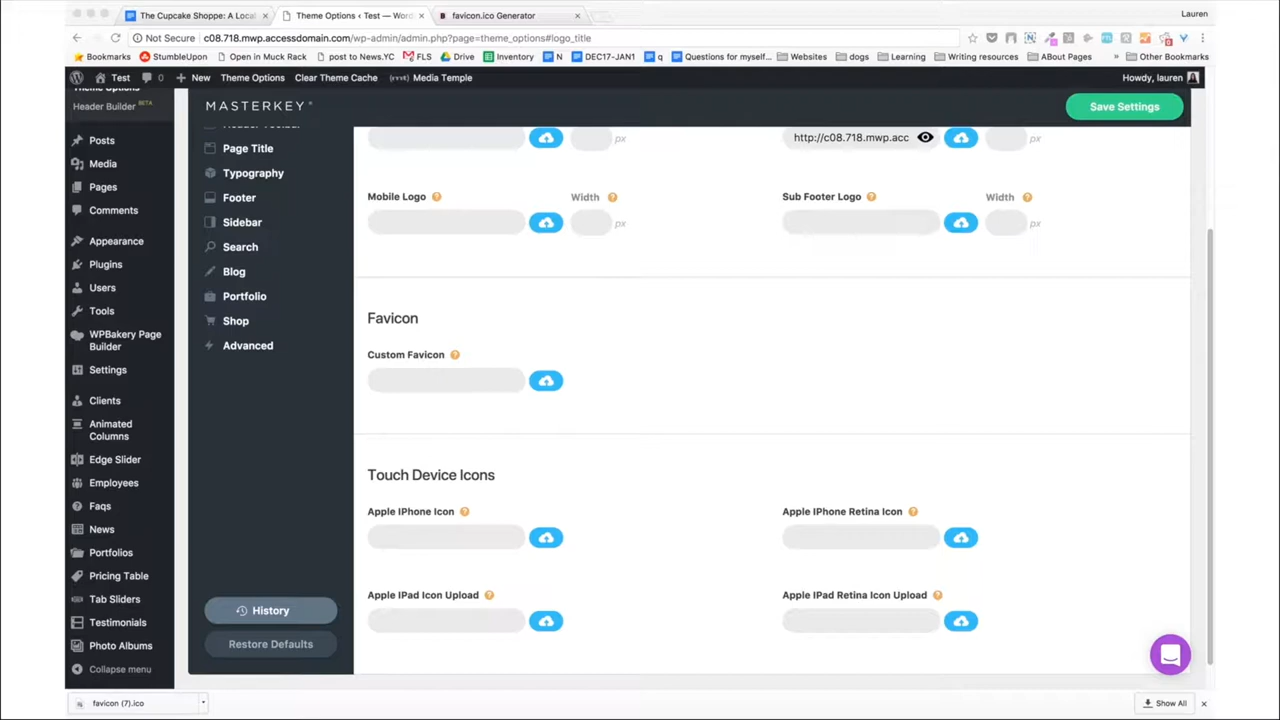 The Cupcake Shoppe: A Local
Theme Options ‹ Test — Word
favicon.ico Generator
Lauren
Not Secure
c08.718.mwp.accessdomain.com/wp-admin/admin.php?page=theme_options#logo_title
Bookmarks
StumbleUpon
Open in Muck Rack
post to News.YC
FLS
Drive
Inventory
N
DEC17-JAN1
q
Questions for myself...
Websites
dogs
Learning
Writing resources
ABout Pages
»
Other Bookmarks
Test
0
New
Theme Options
Clear Theme Cache
(mt)
Media Temple
Howdy, lauren
Theme Options
Header Builder BETA
Posts
Media
Pages
Comments
Appearance
Plugins
Users
Tools
WPBakery Page
Builder
Settings
Clients
Animated
Columns
Edge Slider
Employees
Faqs
News
Portfolios
Pricing Table
Tab Sliders
Testimonials
Photo Albums
Collapse menu
MASTERKEY
Save Settings
Header Toolbar
Page Title
Typography
Footer
Sidebar
Search
Blog
Portfolio
Shop
Advanced
History
Restore Defaults
px
http://c08.718.mwp.acc
px
Mobile Logo ?
Width ?
px
Sub Footer Logo ?
Width ?
px
Favicon
Custom Favicon ?
Touch Device Icons
Apple IPhone Icon ?
Apple IPhone Retina Icon ?
Apple IPad Icon Upload ?
Apple IPad Retina Icon Upload ?
favicon (7).ico
Show All